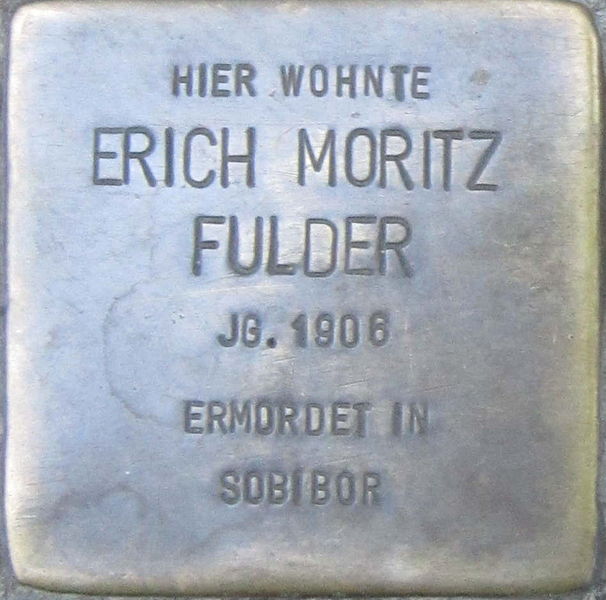 HIER WOHNTE
ERICH MORITZ
FULDER
JG. 1906
ERMORDET IN
SOBIBOR